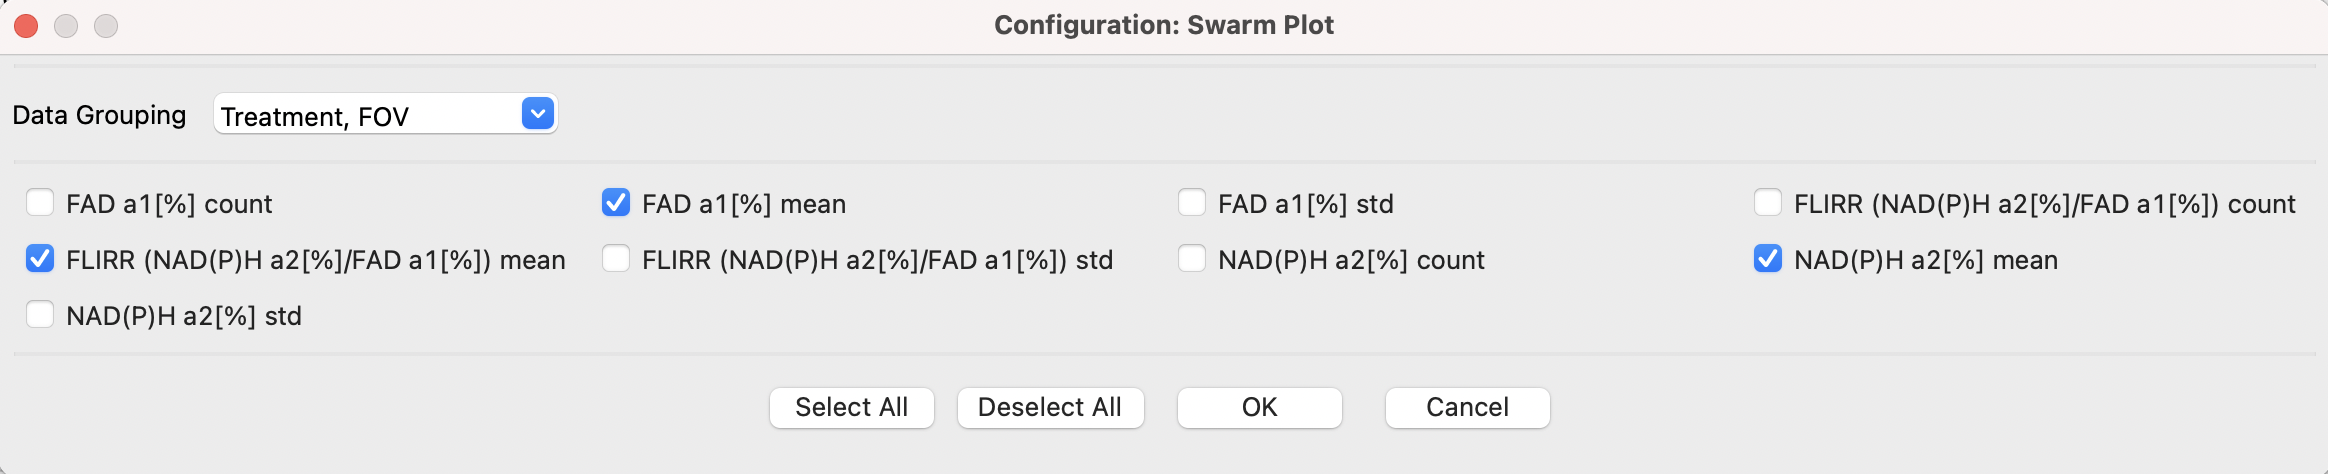 Configuration: Swarm Plot
Data Grouping Treatment, FOV
FAD a1[%] count FAD a1[%] mean FAD a1[%] std FLIRR (NAD(P)H a2[%]/FAD a1[%]) count
FLIRR (NAD(P)H a2[%]/FAD a1[%]) mean FLIRR (NAD(P)H a2[%]/FAD a1[%]) std NAD(P)H a2[%] count NAD(P)H a2[%] mean
NAD(P)H a2[%] std
Select All Deselect All OK Cancel